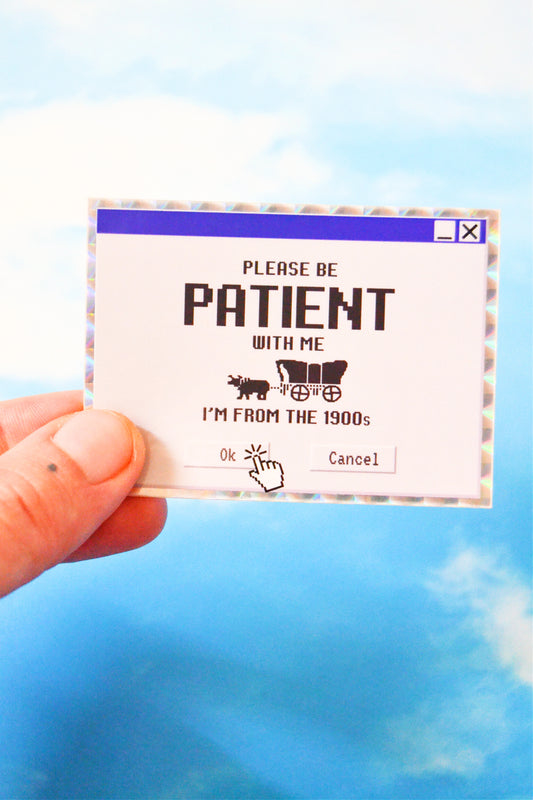 PLEASE BE
PATIENT
WITH ME
I'M FROM THE 1900s
Ok Cancel